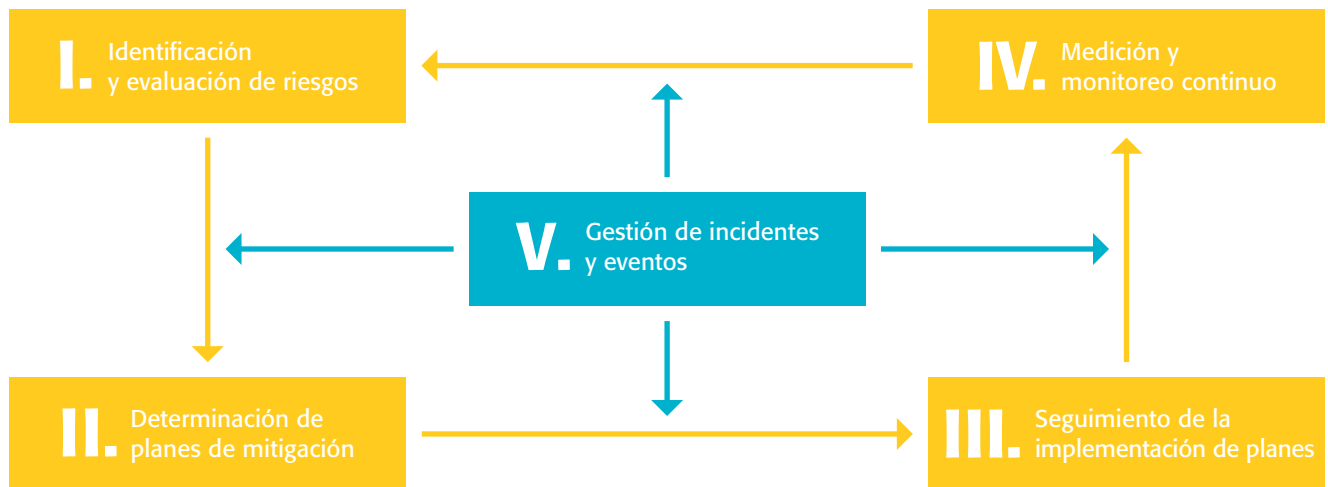 I. Identificación
y evaluación de riesgos
IV. Medición y
monitoreo continuo
V. Gestión de incidentes
y eventos
II. Determinación de
planes de mitigación
III. Seguimiento de la
implementación de planes